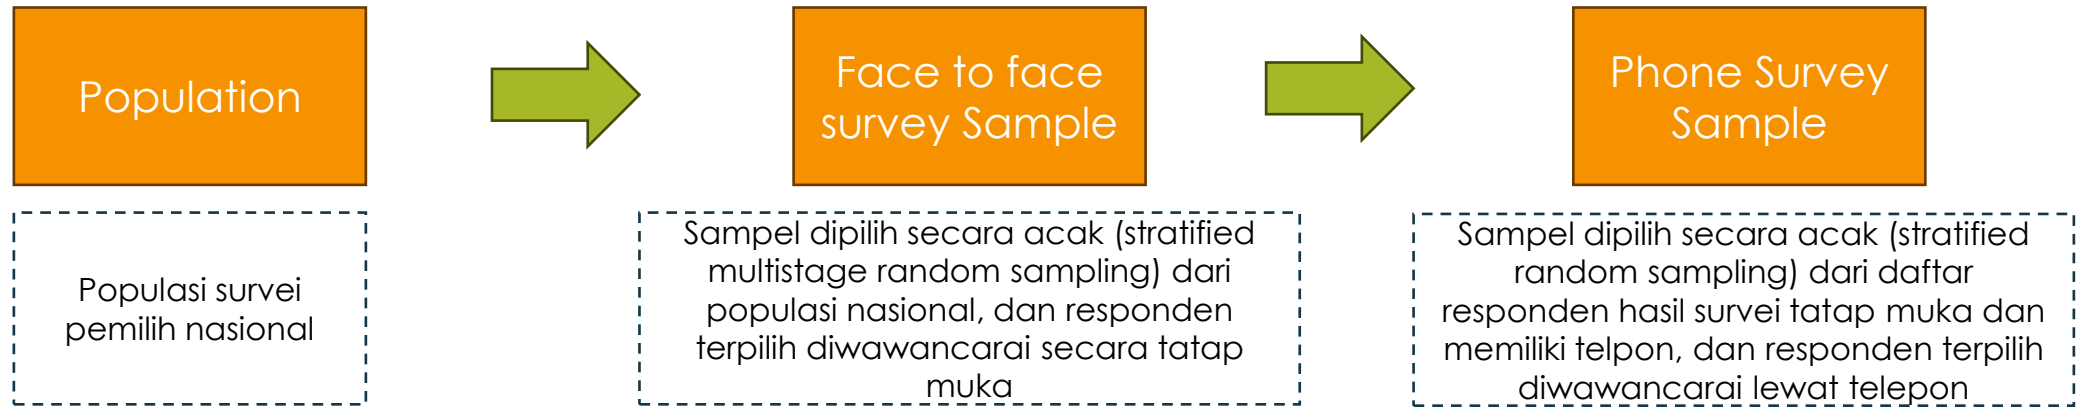 Population
Face to face
survey Sample
Phone Survey
Sample
Populasi survei
pemilih nasional
Sampel dipilih secara acak (stratified
multistage random sampling) dari
populasi nasional, dan responden
terpilih diwawancarai secara tatap
muka
Sampel dipilih secara acak (stratified
random sampling) dari daftar
responden hasil survei tatap muka dan
memiliki telpon, dan responden terpilih
diwawancarai lewat telepon